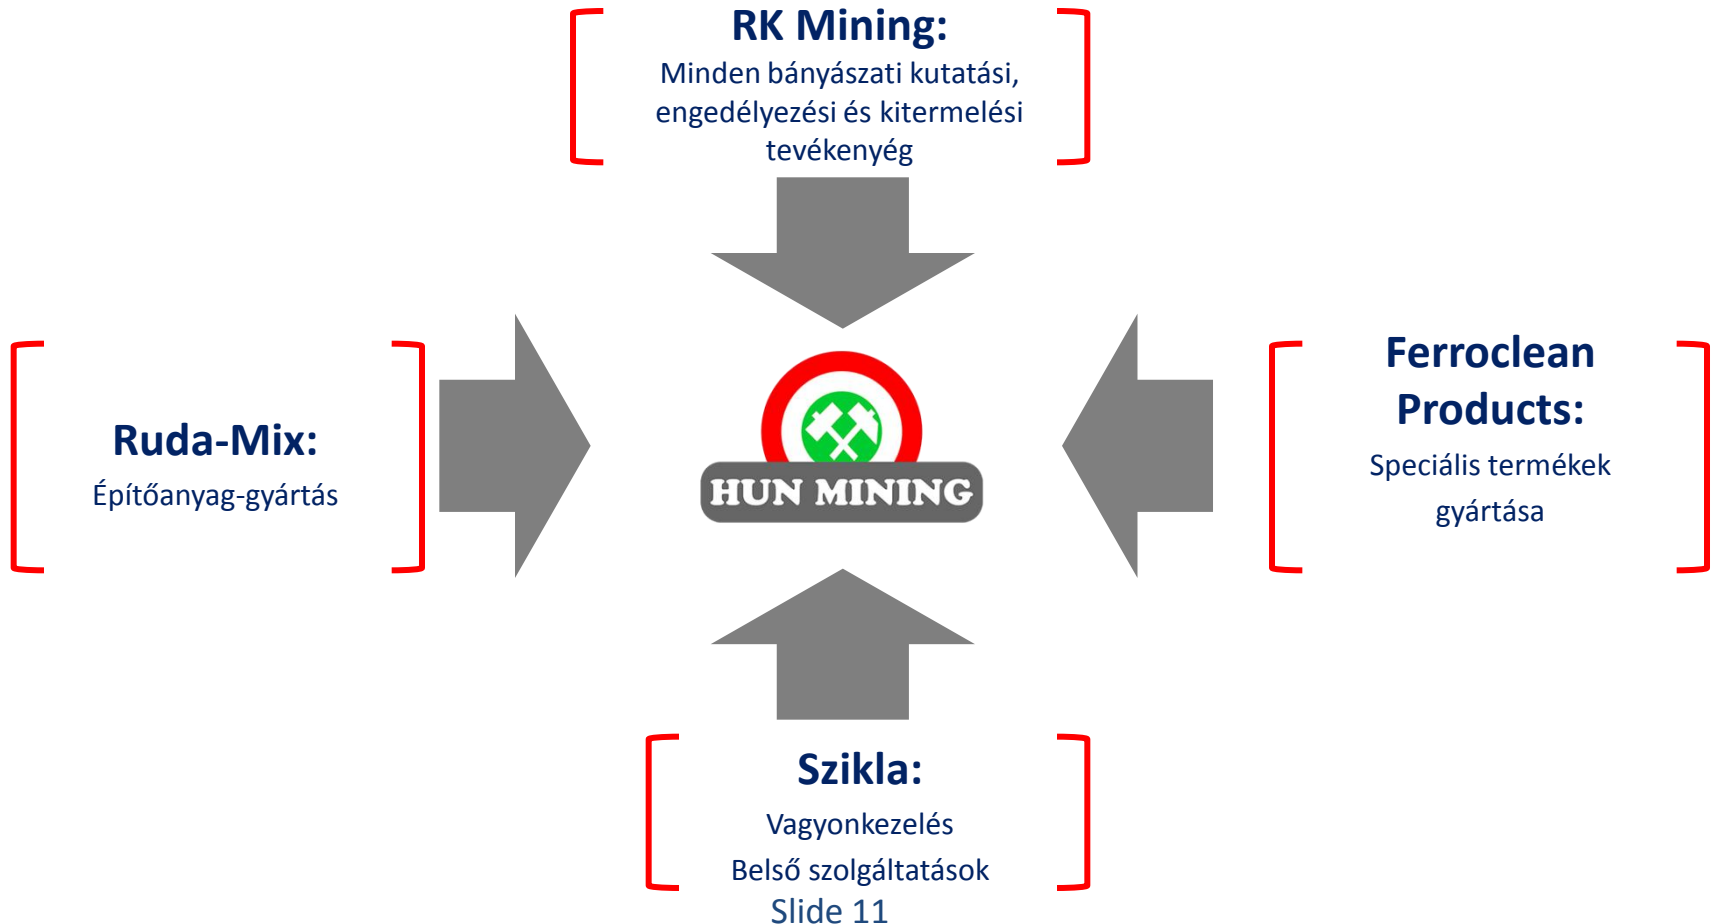 RK Mining:
Minden bányászati kutatási,
engedélyezési és kitermelési
tevékenyég
Ruda-Mix:
Építőanyag-gyártás
HUN MINING
Ferroclean
Products:
Speciális termékek
gyártása
Szikla:
Vagyonkezelés
Belső szolgáltatások
Slide 11